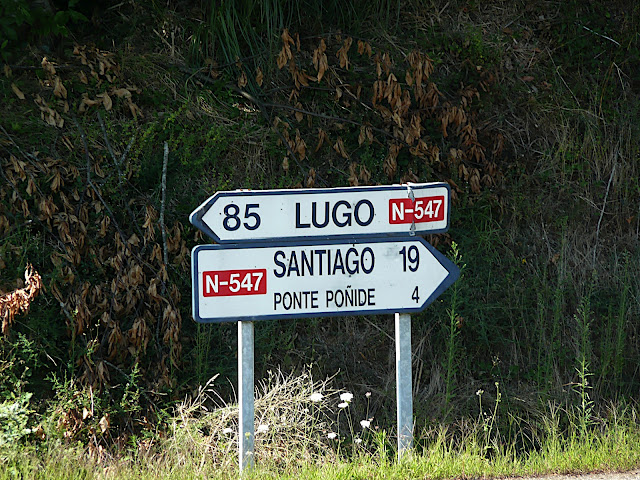 85 LUGO N-547
N-547 SANTIAGO 19
PONTE POÑIDE 4